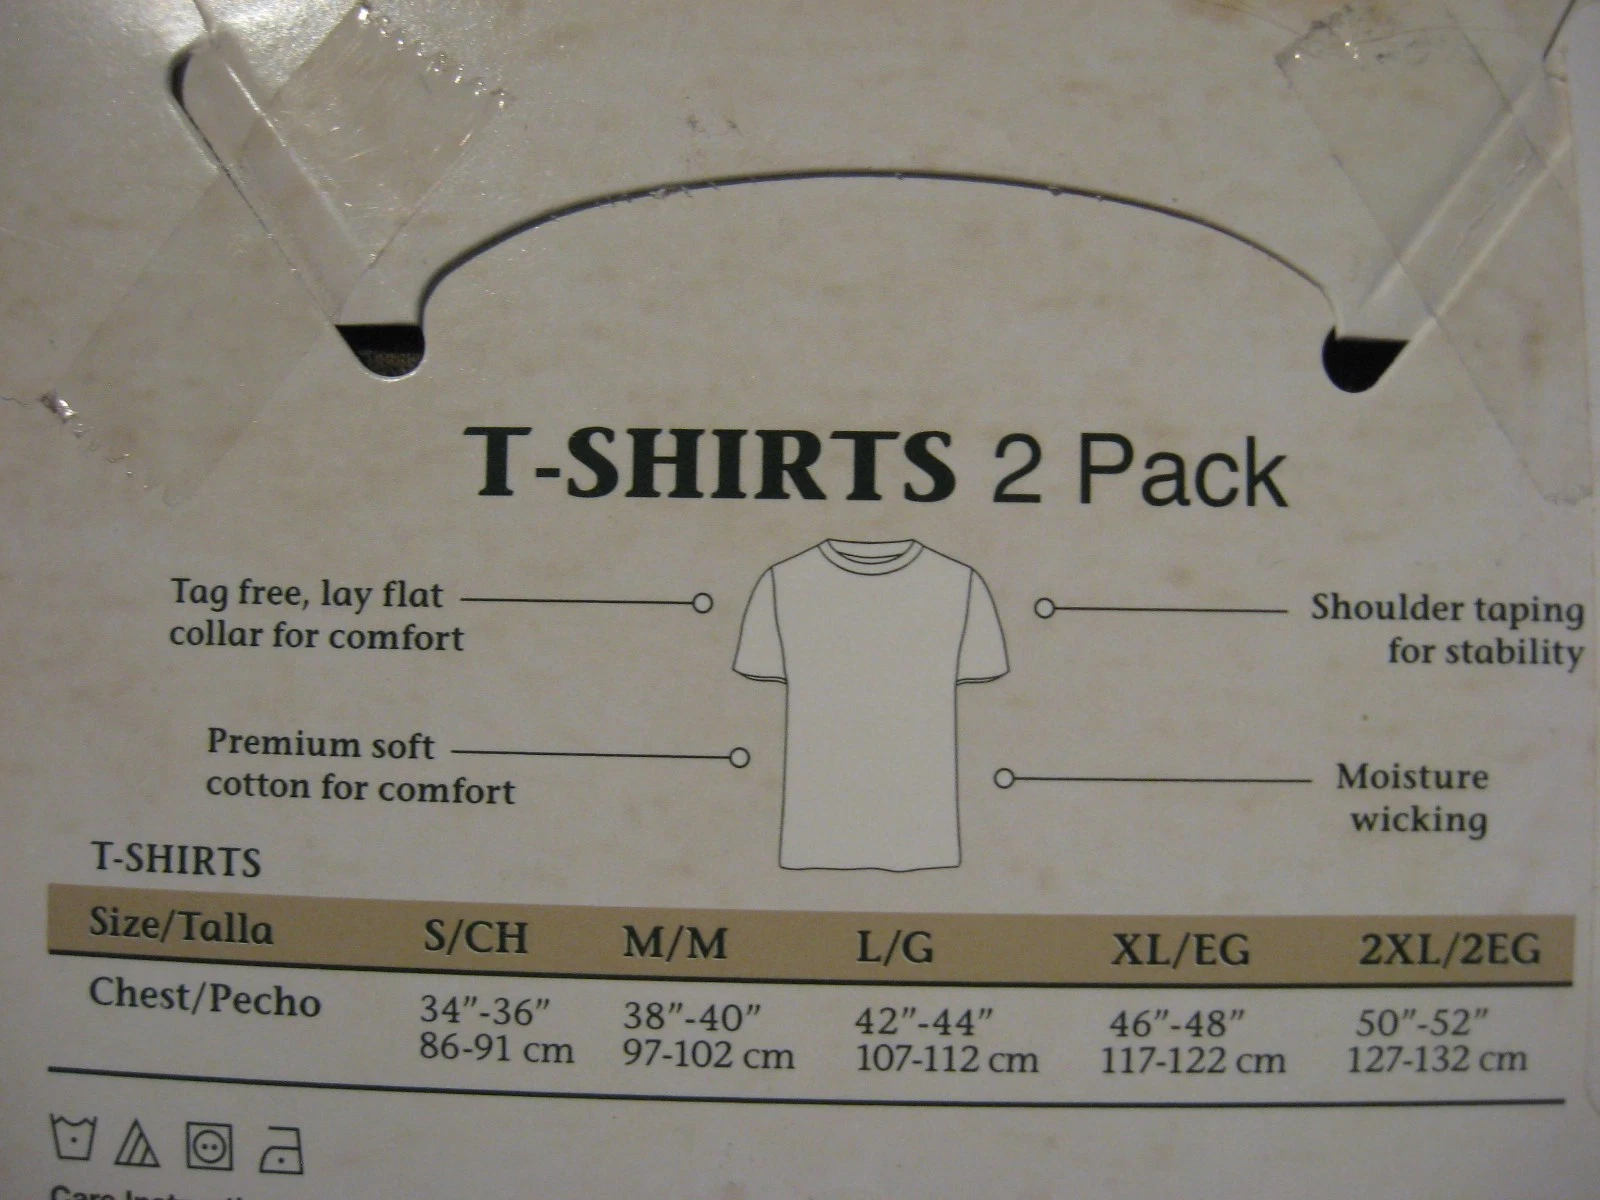 T-SHIRTS 2 Pack
Tag free, lay flat
collar for comfort
Shoulder taping
for stability
Premium soft
cotton for comfort
Moisture
wicking
T-SHIRTS
Size/Talla S/CH M/M L/G XL/EG 2XL/2EG
Chest/Pecho 34”-36” 38”-40” 42”-44” 46”-48” 50”-52”
86-91 cm 97-102 cm 107-112 cm 117-122 cm 127-132 cm
Care